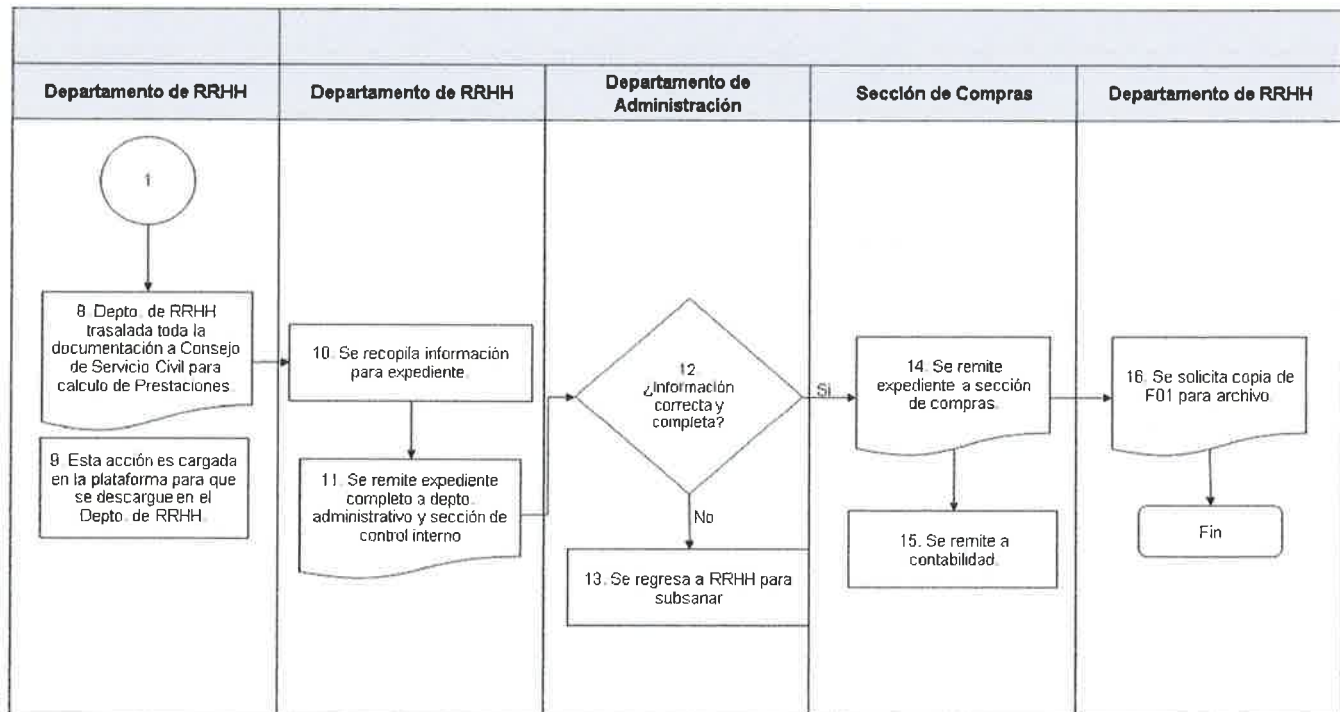 Departamento de RRHH
Departamento de RRHH
Departamento de
Administración
Sección de Compras
Departamento de RRHH
1
8. Depto. de RRHH
trasalada toda la
documentación a Consejo
de Servicio Civil para
calculo de Prestaciones.
9. Esta acción es cargada
en la plataforma para que
se descargue en el
Depto. de RRHH.
10. Se recopila información
para expediente.
11. Se remite expediente
completo a depto.
administrativo y sección de
control interno
12.
¿Información
correcta y
completa?
Si
No
13. Se regresa a RRHH para
subsanar
14. Se remite
expediente a sección
de compras.
15. Se remite a
contabilidad.
16. Se solicita copia de
F01 para archivo.
Fin